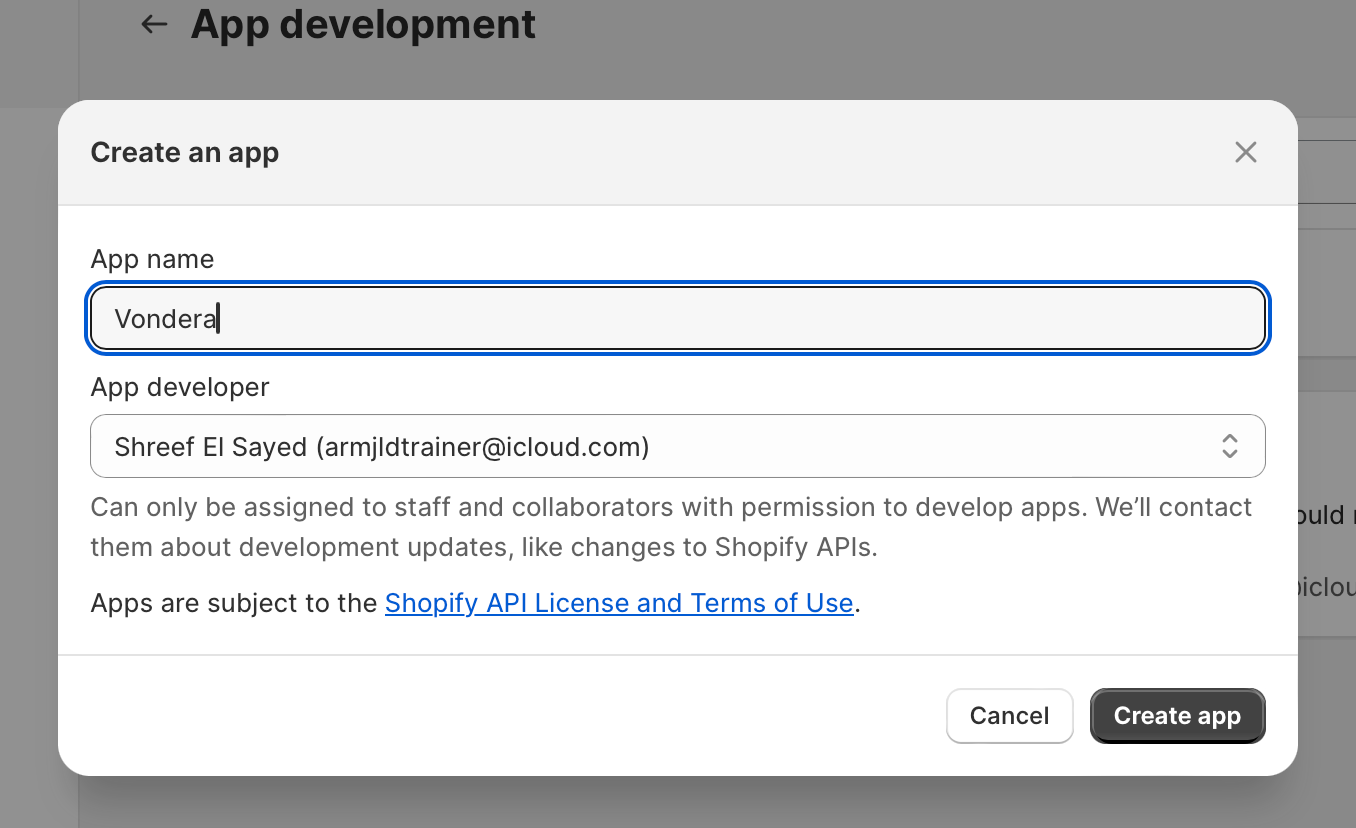 App development
Create an app
App name
Vondera
App developer
Shreef El Sayed (armjldtrainer@icloud.com)
Can only be assigned to staff and collaborators with permission to develop apps. We’ll contact
them about development updates, like changes to Shopify APIs.
Apps are subject to the Shopify API License and Terms of Use.
Cancel
Create app